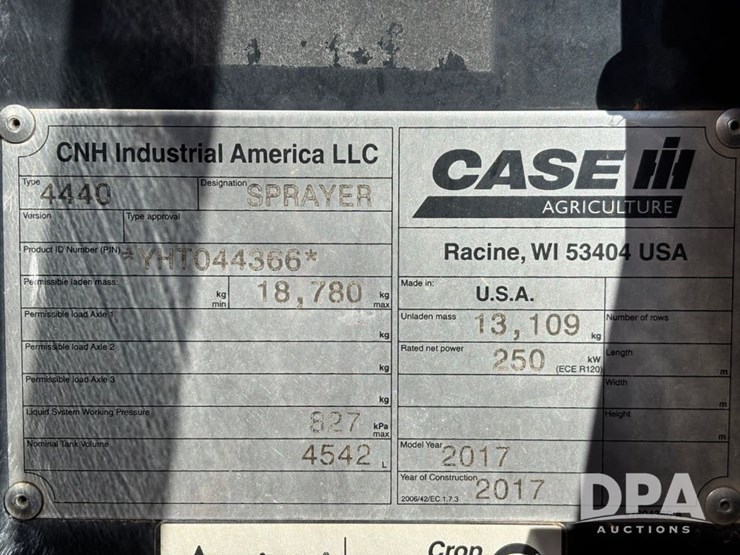 CNH Industrial America LLC
Type
4440
Designation
SPRAYER
Version
Type approval
Product ID Number (PIN)
*YHT044366*
Permissible laden mass:
kg
min
18,780
kg
max
Permissible load Axle 1
kg
Permissible load Axle 2
kg
Permissible load Axle 3
kg
Liquid System Working Pressure
827
kPa
max
Nominal Tank Volume
4542
L
CASE IH
AGRICULTURE
Racine, WI 53404 USA
Made in:
U.S.A.
Unladen mass
13,109
kg
Number of rows
Rated net power
250
kW
(ECE R120)
Length
m
Width
m
Height
m
Model Year
2017
Year of Construction
2006/42/EC 1.7.3
2017
DPA
AUCTIONS
Crop